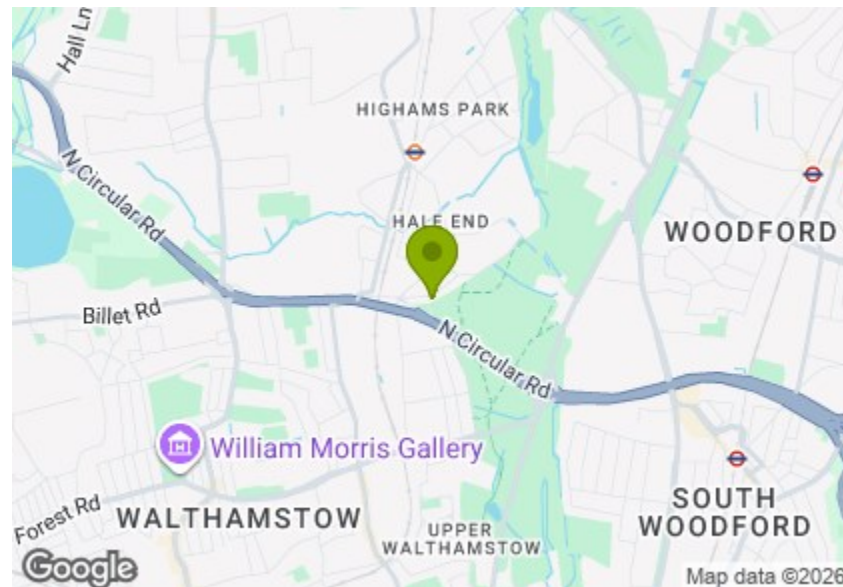 Hall Ln
HIGHAMS PARK
N Circular Rd
HALE END
WOODFORD
Billet Rd
N Circular Rd
William Morris Gallery
Forest Rd
WALTHAMSTOW
SOUTH
WOODFORD
UPPER
WALTHAMSTOW
Google
Map data ©2026